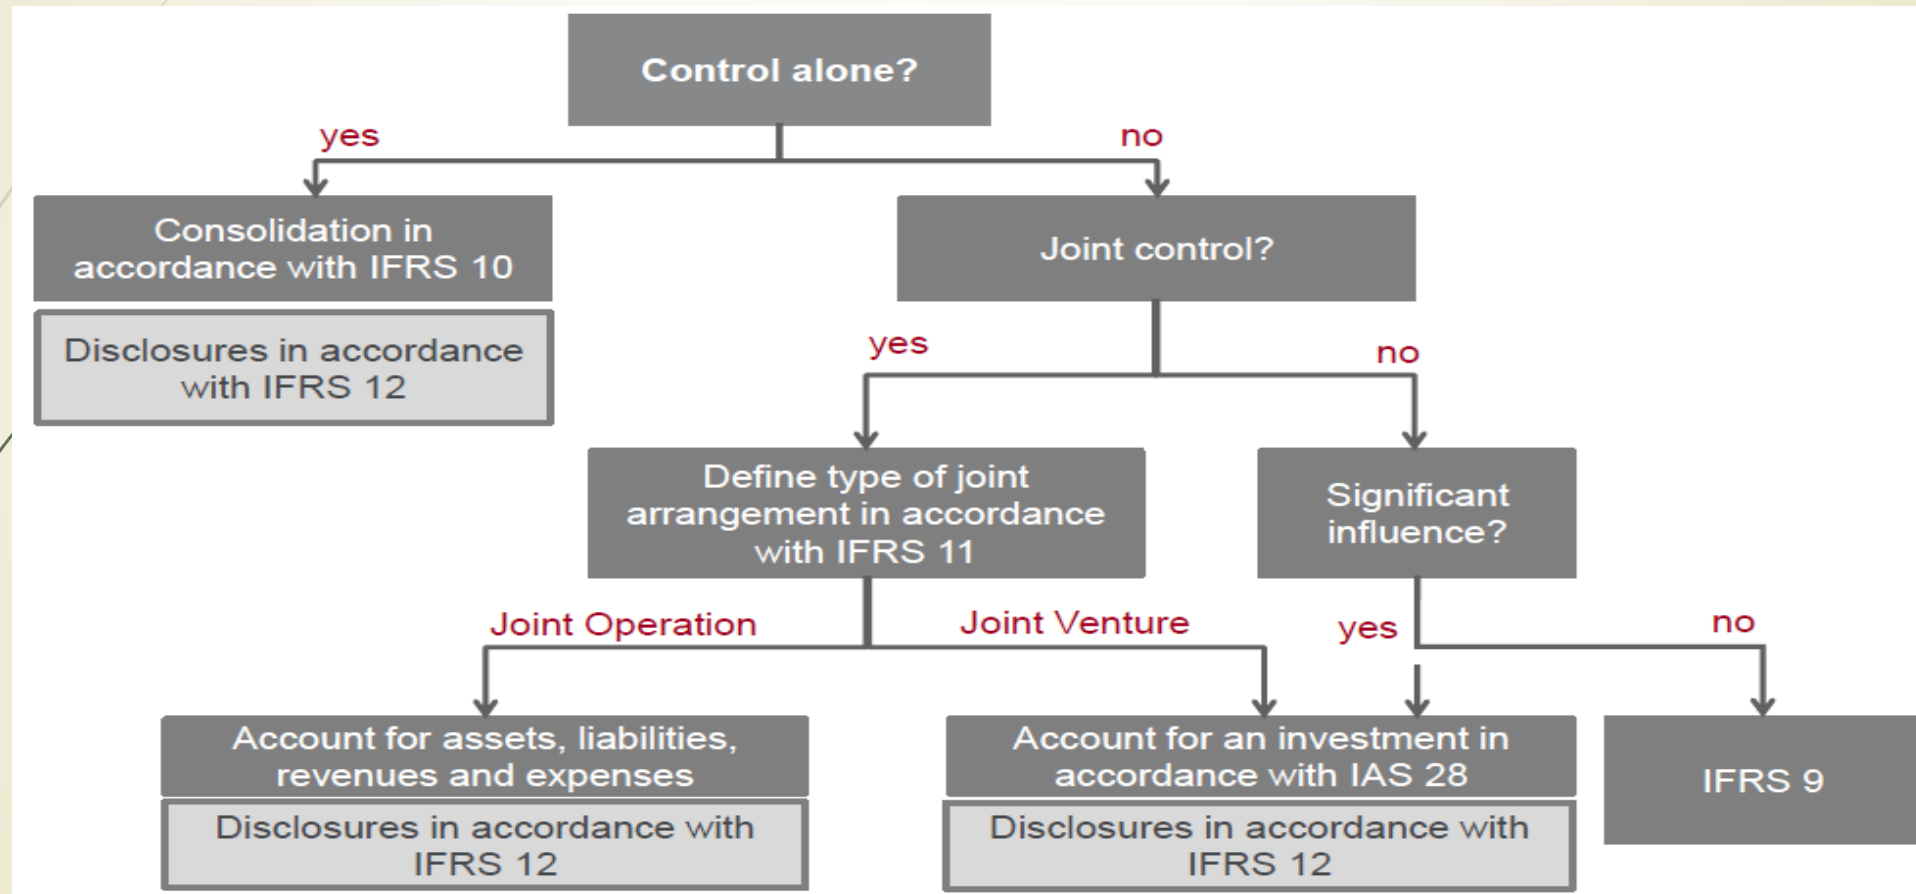 Control alone?
yes
no
Consolidation in
accordance with IFRS 10
Joint control?
Disclosures in accordance
with IFRS 12
yes
no
Define type of joint
arrangement in accordance
with IFRS 11
Significant
influence?
Joint Operation
Joint Venture
yes
no
Account for assets, liabilities,
revenues and expenses
Account for an investment in
accordance with IAS 28
IFRS 9
Disclosures in accordance with
IFRS 12
Disclosures in accordance with
IFRS 12